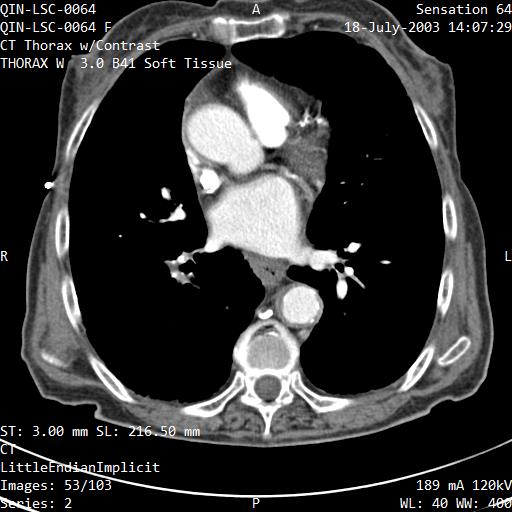 QIN-LSC-0064
A
Sensation 64
QIN-LSC-0064 F
18-July-2003 14:07:29
CT Thorax w/Contrast
THORAX W 3.0 B41 Soft Tissue
R
L
ST: 3.00 mm SL: 216.50 mm
CT
LittleEndianImplicit
Images: 53/103
189 mA 120kV
Series: 2
P
WL: 40 WW: 400